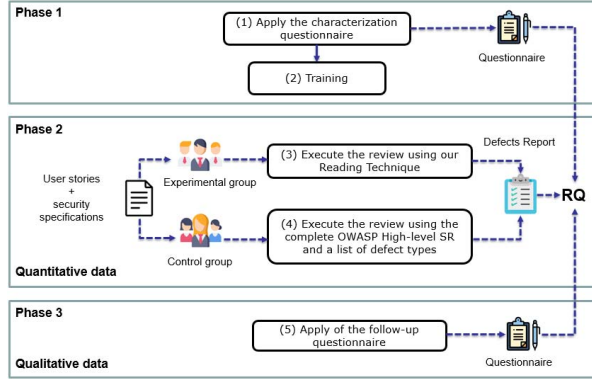 Phase 1
(1) Apply the characterization
questionnaire
Questionnaire
(2) Training
Phase 2
Defects Report
User stories
+
security
specifications
Experimental group
(3) Execute the review using our
Reading Technique
RQ
Control group
(4) Execute the review using the
complete OWASP High-level SR
and a list of defect types
Quantitative data
Phase 3
(5) Apply of the follow-up
questionnaire
Questionnaire
Qualitative data